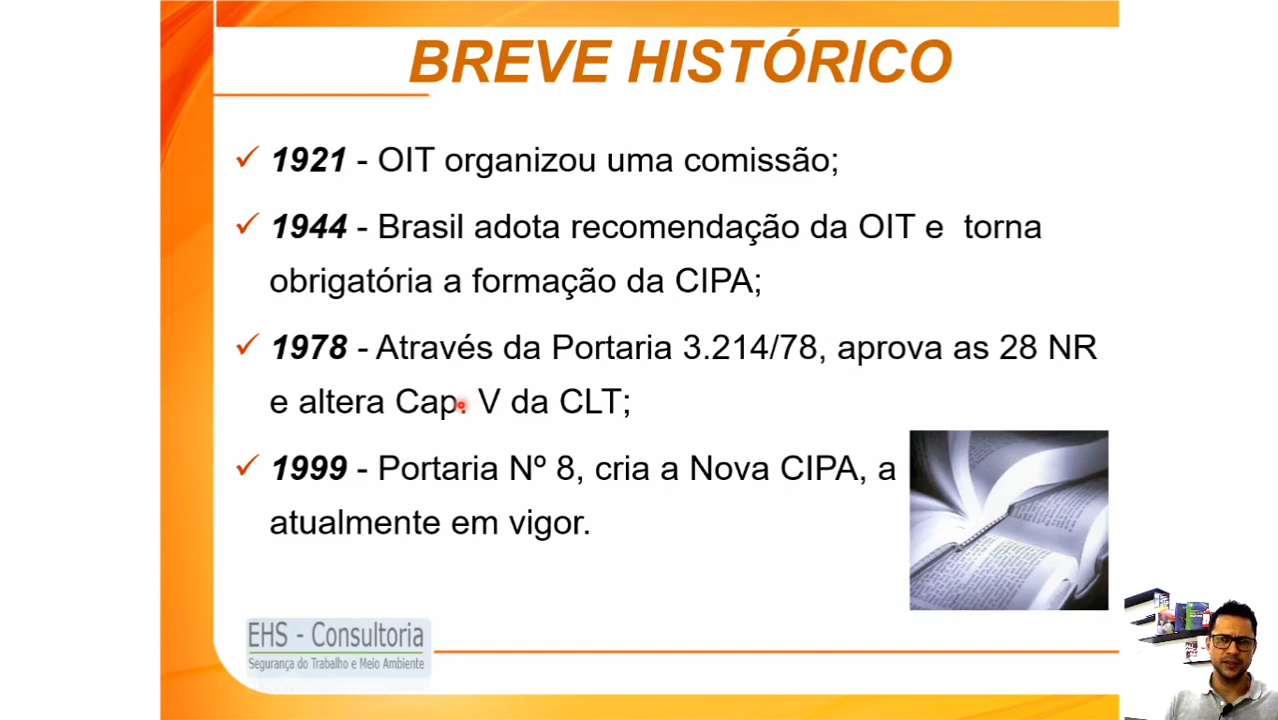 BREVE HISTÓRICO
✓ 1921 - OIT organizou uma comissão;
✓ 1944 - Brasil adota recomendação da OIT e  torna
obrigatória a formação da CIPA;
✓ 1978 - Através da Portaria 3.214/78, aprova as 28 NR
e altera Cap. V da CLT;
✓ 1999 - Portaria Nº 8, cria a Nova CIPA, a
atualmente em vigor.
EHS - Consultoria
Segurança do Trabalho e Meio Ambiente